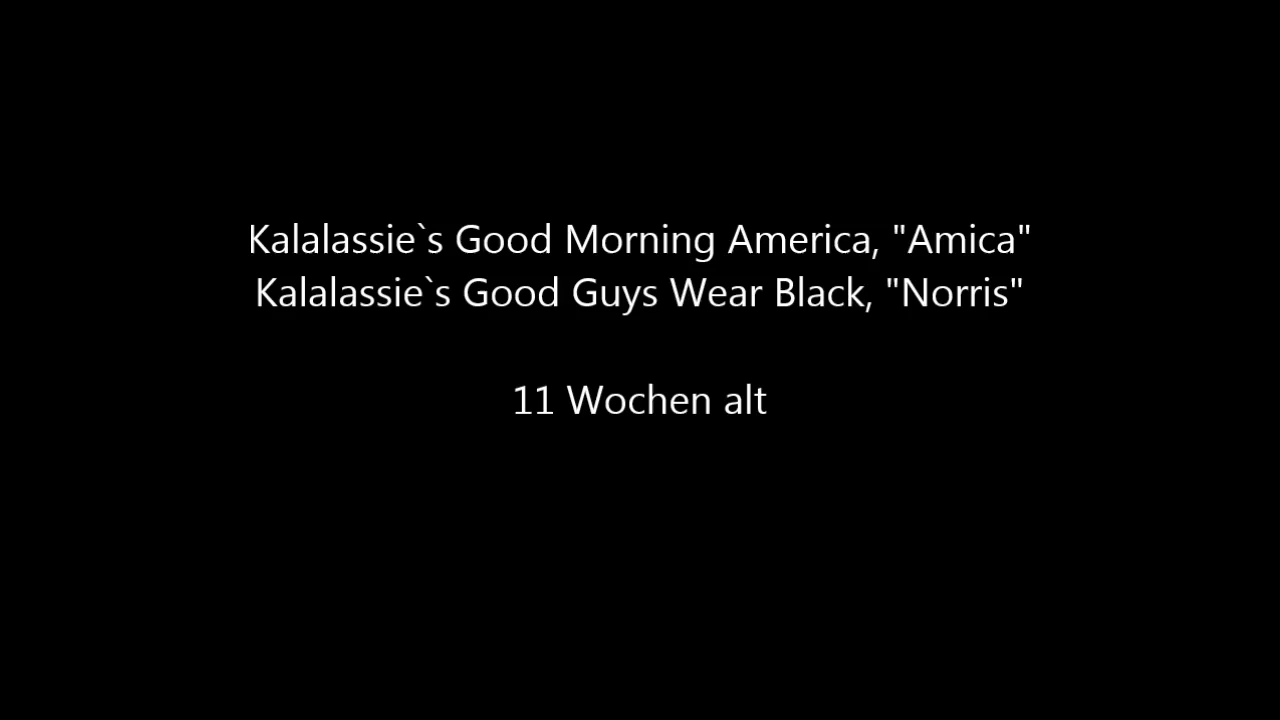 Kalalassie`s Good Morning America, "Amica"
Kalalassie`s Good Guys Wear Black, "Norris"
11 Wochen alt